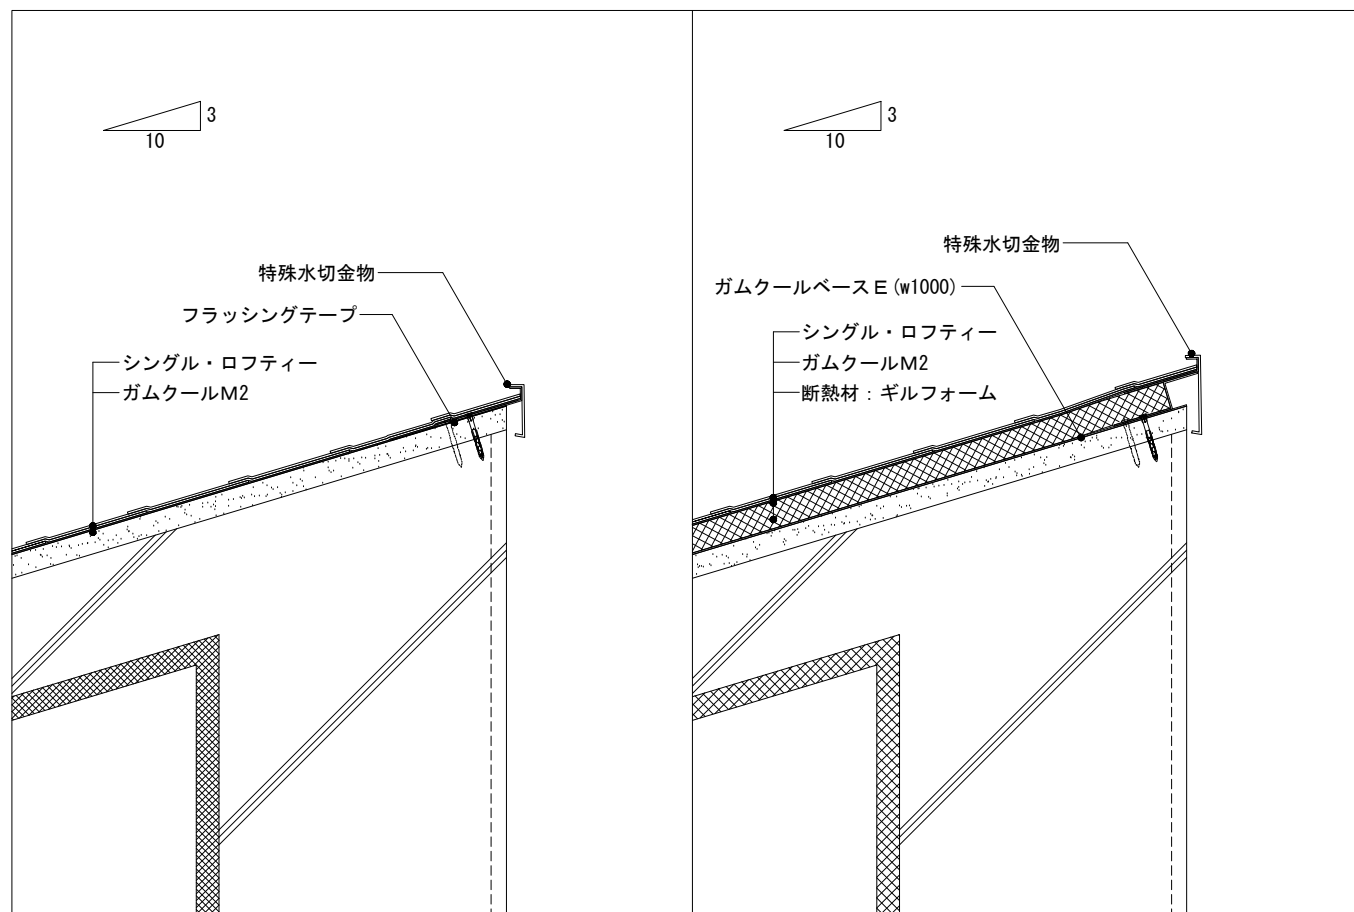 3
10
特殊水切金物
フラッシングテープ
シングル・ロフティー
ガムクールM2
3
10
特殊水切金物
ガムクールベースE(w1000)
シングル・ロフティー
ガムクールM2
断熱材：ギルフォーム